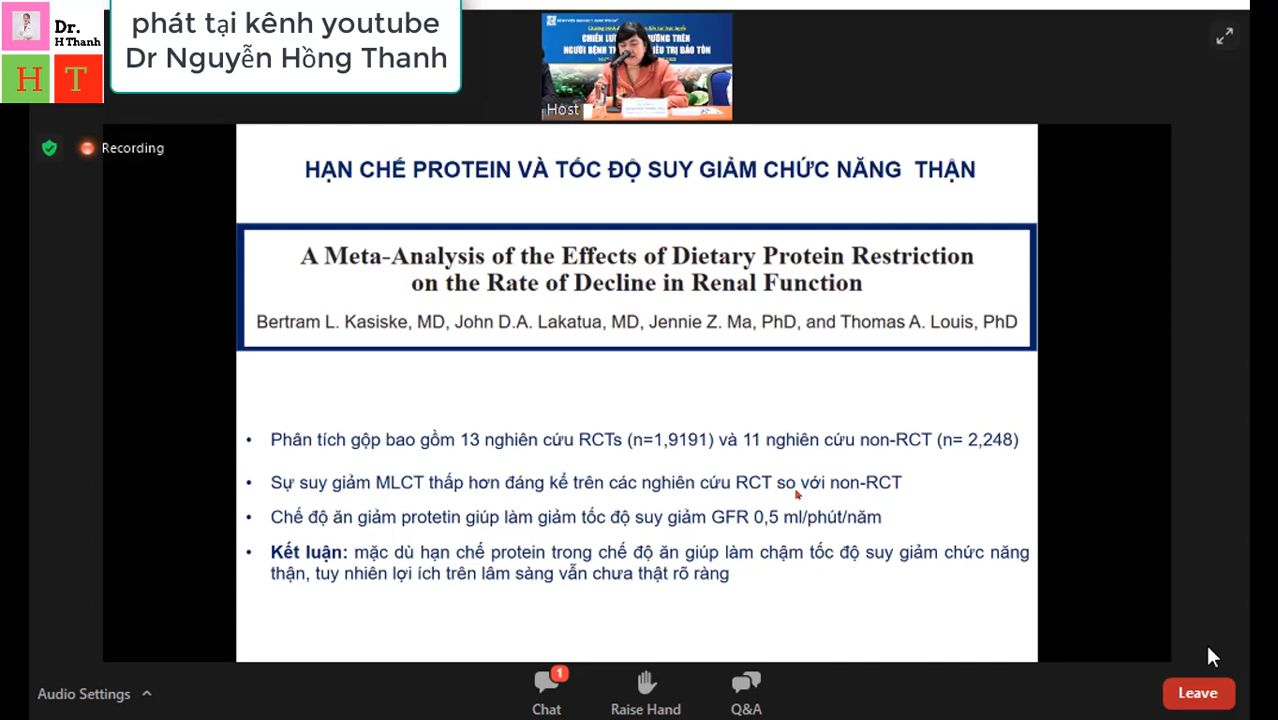 Dr.
H Thanh
H T
phát tại kênh youtube
Dr Nguyễn Hồng Thanh
CHIẾN LƯ
NGƯỜI BỆNH
Host
Recording
HẠN CHẾ PROTEIN VÀ TỐC ĐỘ SUY GIẢM CHỨC NĂNG THẬN
A Meta-Analysis of the Effects of Dietary Protein Restriction
on the Rate of Decline in Renal Function
Bertram L. Kasiske, MD, John D.A. Lakatua, MD, Jennie Z. Ma, PhD, and Thomas A. Louis, PhD
• Phân tích gộp bao gồm 13 nghiên cứu RCTs (n=1,9191) và 11 nghiên cứu non-RCT (n= 2,248)
• Sự suy giảm MLCT thấp hơn đáng kể trên các nghiên cứu RCT so với non-RCT
• Chế độ ăn giảm protetin giúp làm giảm tốc độ suy giảm GFR 0,5 ml/phút/năm
• Kết luận: mặc dù hạn chế protein trong chế độ ăn giúp làm chậm tốc độ suy giảm chức năng
thận, tuy nhiên lợi ích trên lâm sàng vẫn chưa thật rõ ràng
Audio Settings
1
Chat
Raise Hand
Q&A
Leave